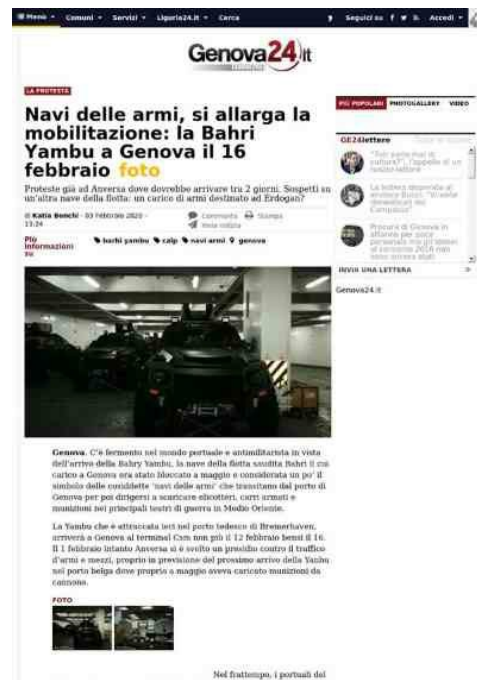 Menù Comuni Servizi Liguria24.it Cerca
Seguici su Accedi
Genova24.it
LA PROTESTA
Navi delle armi, si allarga la
mobilitazione: la Bahri
Yambu a Genova il 16
febbraio foto
Proteste già ad Anversa dove dovrebbe arrivare tra 2 giorni. Sospetti su
un'altra nave della flotta: un carico di armi destinato ad Erdogan?
di Katia Bonchi - 03 Febbraio 2020 -
13:24
Commenta Stampa
Invia notizia
Più
informazioni
su
barhi yambu calp navi armi genova
PIÙ POPOLARI PHOTOGALLERY VIDEO
GE24lettere
INVIA UNA LETTERA
Genova24.it
Genova. C'è fermento nel mondo portuale e antimilitarista in vista
dell'arrivo della Bahry Yambu, la nave della flotta saudita Bahri il cui
carico a Genova era stato bloccato a maggio e considerata un po' il
simbolo delle cosiddette 'navi delle armi' che transitano dal porto di
Genova per poi dirigersi a scaricare elicotteri, carri armati e
munizioni nei principali teatri di guerra in Medio Oriente.
La Yambu che è attraccata ieri nel porto tedesco di Bremerhaven,
arriverà a Genova al terminal Csm non più il 12 febbraio bensì il 16.
Il 1 febbraio intanto Anversa si è svolto un presidio contro il traffico
d'armi e mezzi, proprio in previsione del prossimo arrivo della Yanbu
nel porto belga dove proprio a maggio aveva caricato munizioni da
cannone.
FOTO
Nel frattempo, i portuali del